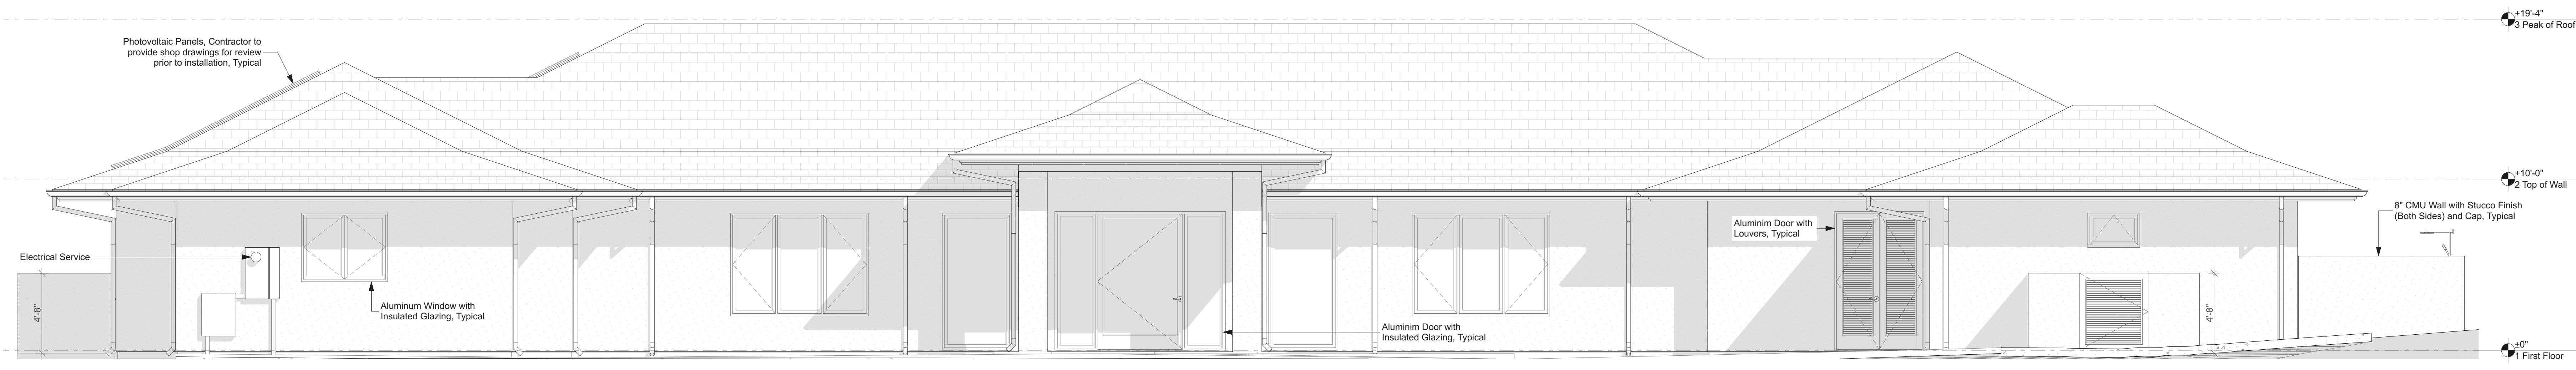 +19'-4"
3 Peak of Roof
Photovoltaic Panels, Contractor to
provide shop drawings for review
prior to installation, Typical
+10'-0"
2 Top of Wall
8" CMU Wall with Stucco Finish
(Both Sides) and Cap, Typical
Aluminim Door with
Louvers, Typical
Electrical Service
Aluminum Window with
Insulated Glazing, Typical
4'-8"
4'-8"
Aluminim Door with
Insulated Glazing, Typical
±0"
1 First Floor